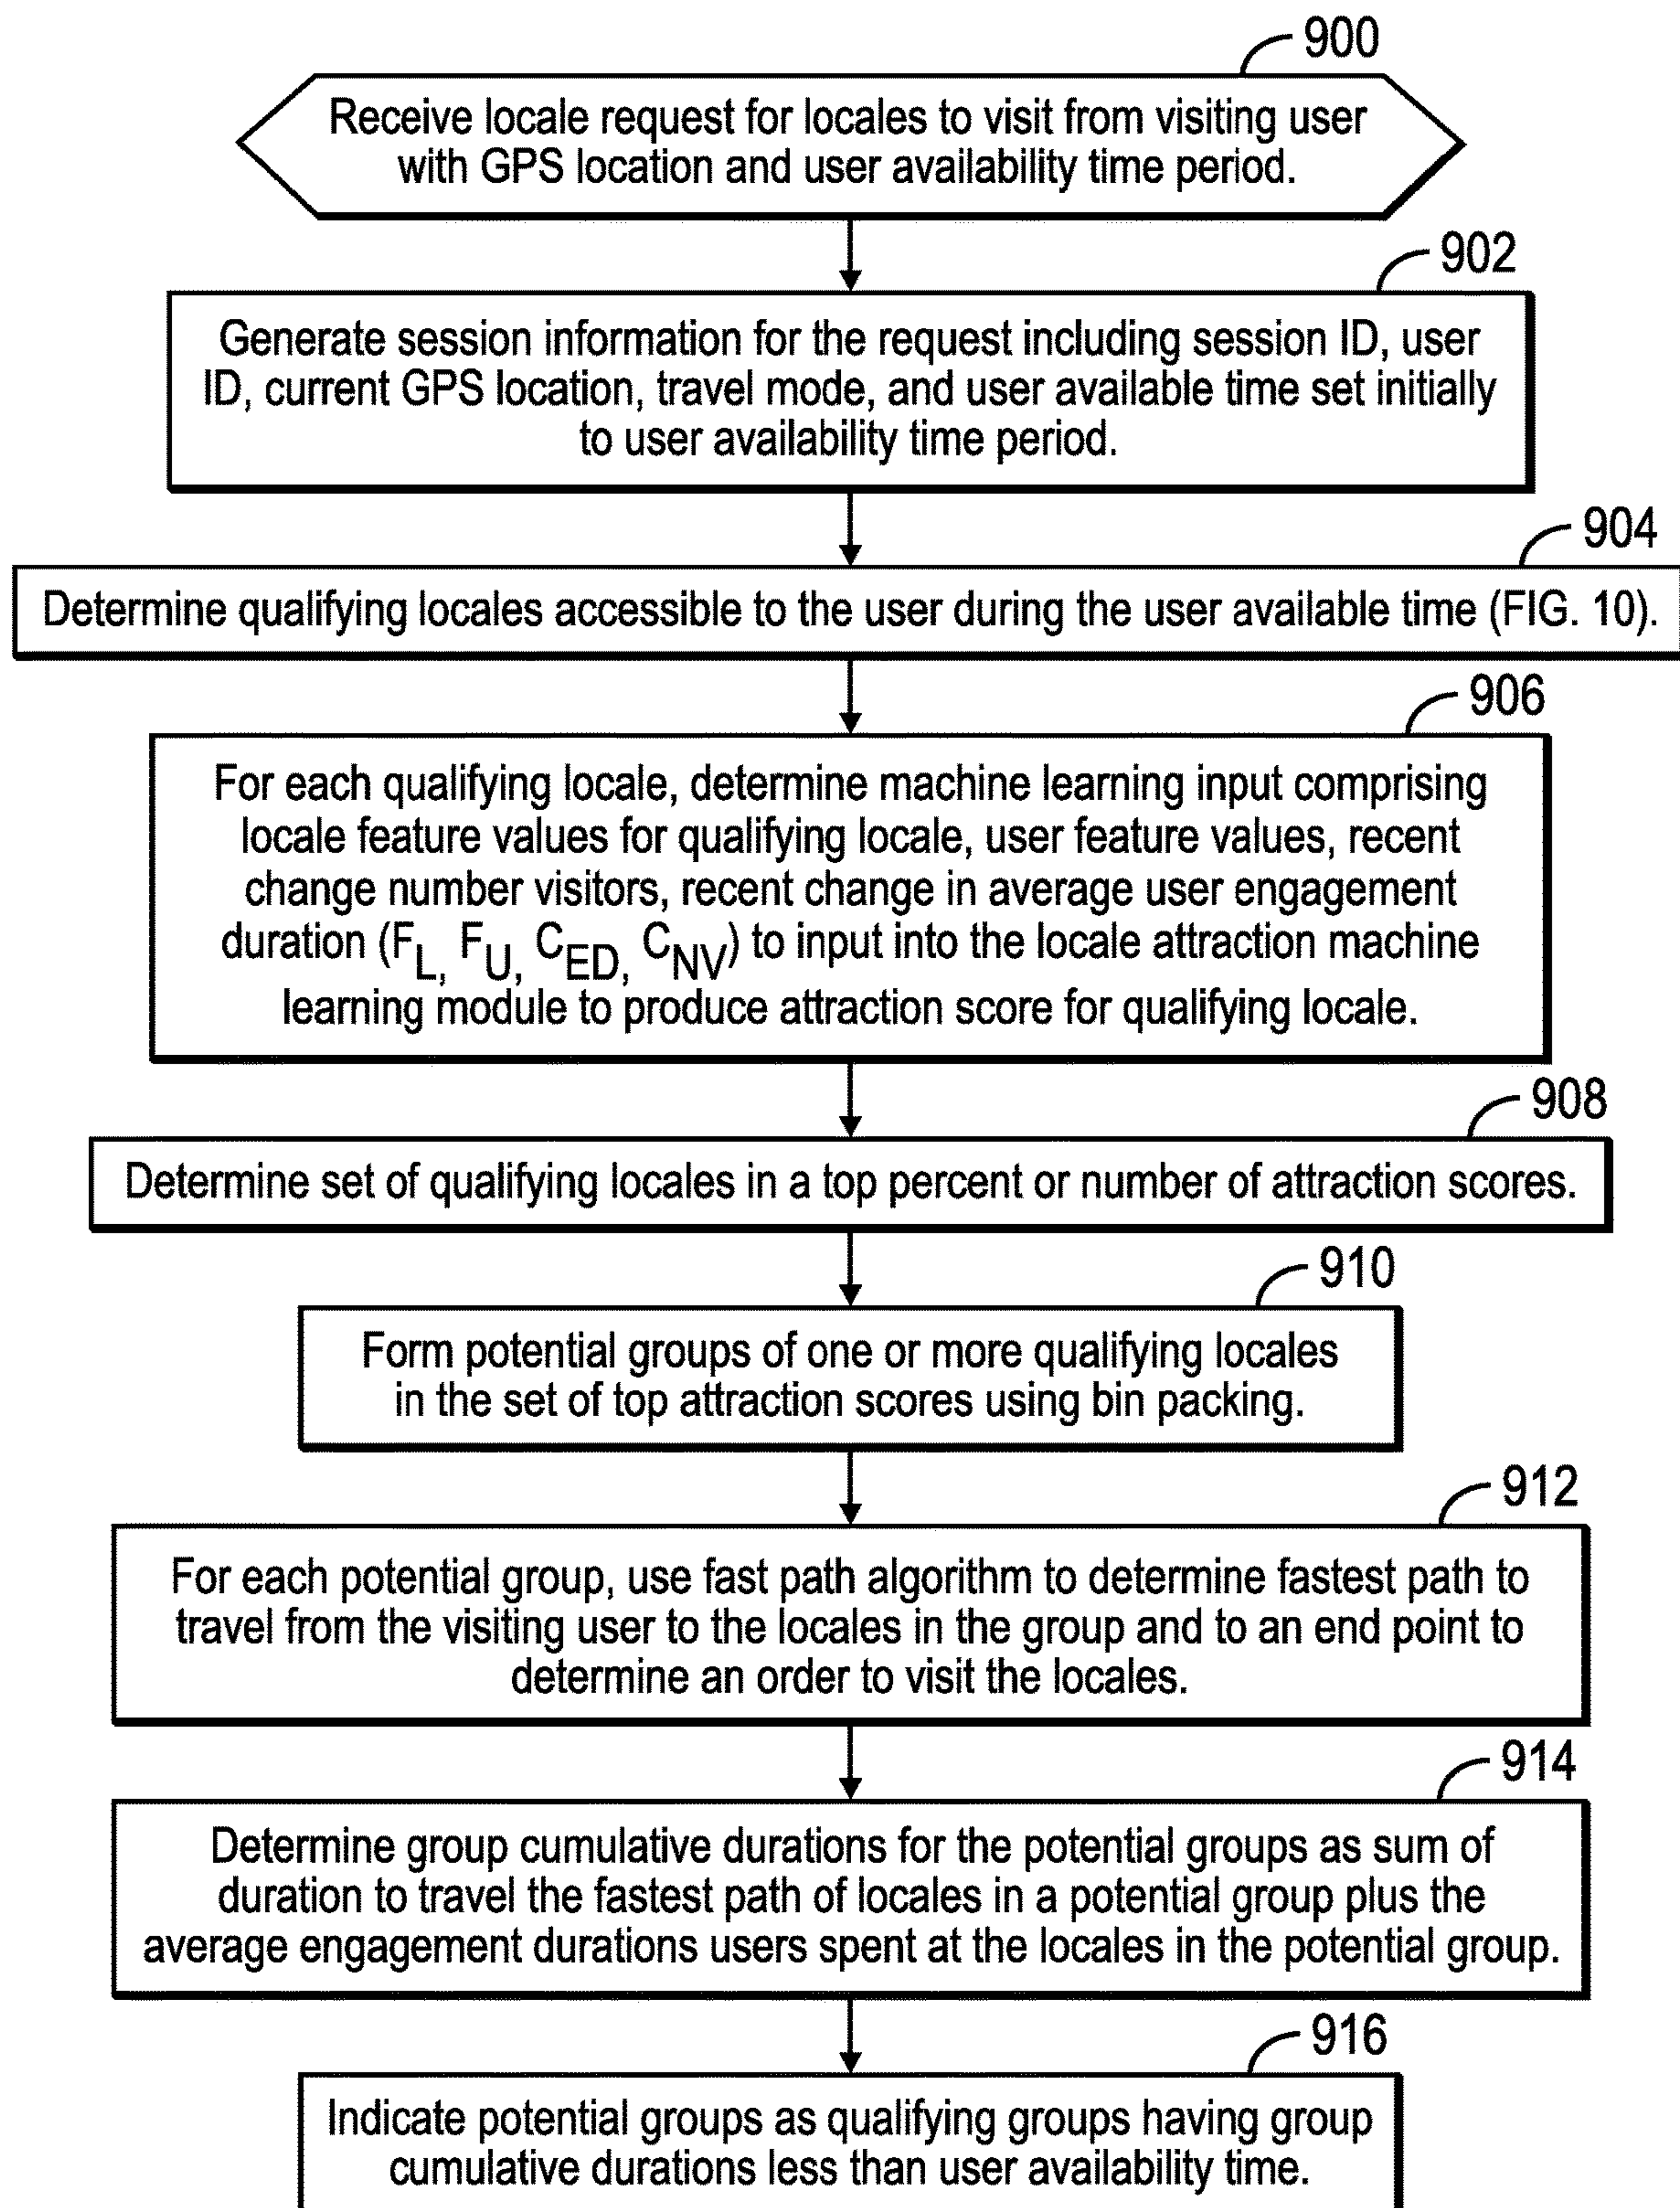 900
Receive locale request for locales to visit from visiting user
with GPS location and user availability time period.
902
Generate session information for the request including session ID, user
ID, current GPS location, travel mode, and user available time set initially
to user availability time period.
904
Determine qualifying locales accessible to the user during the user available time (FIG. 10).
906
For each qualifying locale, determine machine learning input comprising
locale feature values for qualifying locale, user feature values, recent
change number visitors, recent change in average user engagement
duration (F_L, F_U, C_ED, C_NV) to input into the locale attraction machine
learning module to produce attraction score for qualifying locale.
908
Determine set of qualifying locales in a top percent or number of attraction scores.
910
Form potential groups of one or more qualifying locales
in the set of top attraction scores using bin packing.
912
For each potential group, use fast path algorithm to determine fastest path to
travel from the visiting user to the locales in the group and to an end point to
determine an order to visit the locales.
914
Determine group cumulative durations for the potential groups as sum of
duration to travel the fastest path of locales in a potential group plus the
average engagement durations users spent at the locales in the potential group.
916
Indicate potential groups as qualifying groups having group
cumulative durations less than user availability time.